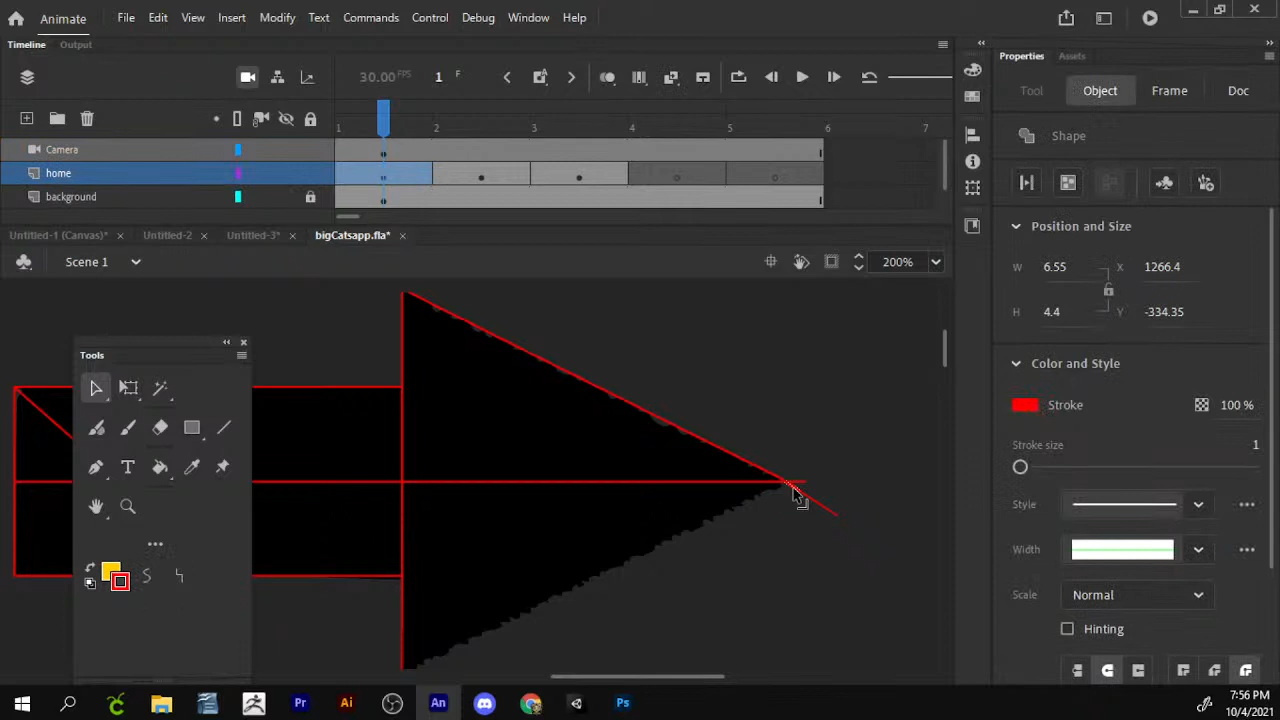 Animate File Edit View Insert Modify Text Commands Control Debug Window Help
Timeline Output Properties Assets
30.00 FPS 1 F
Tool Object Frame Doc
1 2 3 4 5 6 7
Camera
Shape
home
background
Position and Size
Untitled-1 (Canvas)* Untitled-2 Untitled-3* bigCatsapp.fla*
Scene 1 200%
W 6.55 X 1266.4
H 4.4 Y -334.35
Tools
Color and Style
Stroke 100 %
Stroke size 1
T
Style
Width
Scale Normal
Hinting
Pr Ai An Ps
7:56 PM
10/4/2021